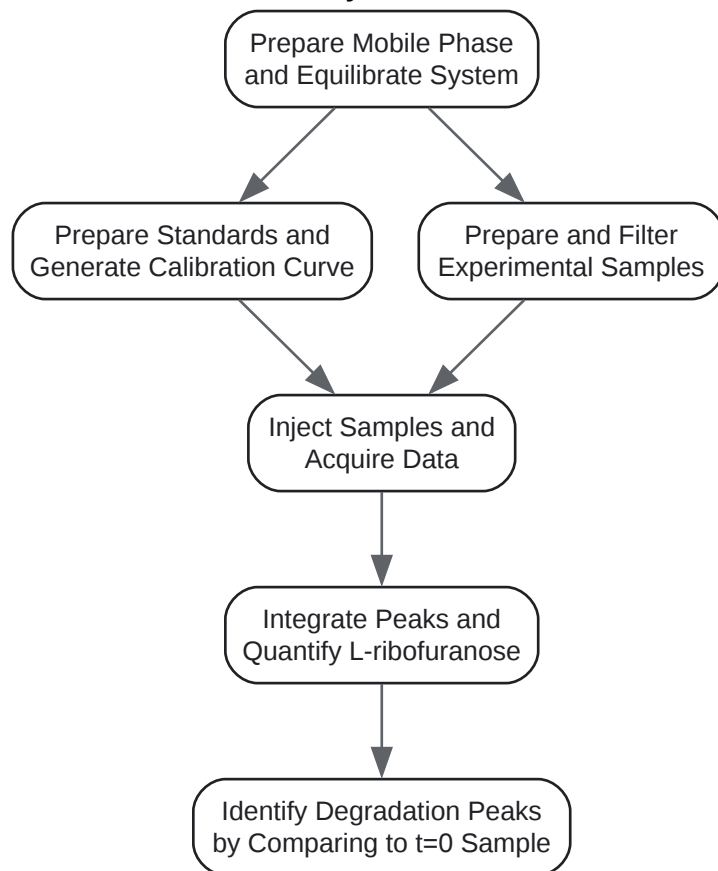 Prepare Mobile Phase
and Equilibrate System
Prepare Standards and
Generate Calibration Curve
Prepare and Filter
Experimental Samples
Inject Samples and
Acquire Data
Integrate Peaks and
Quantify L-ribofuranose
Identify Degradation Peaks
by Comparing to t=0 Sample